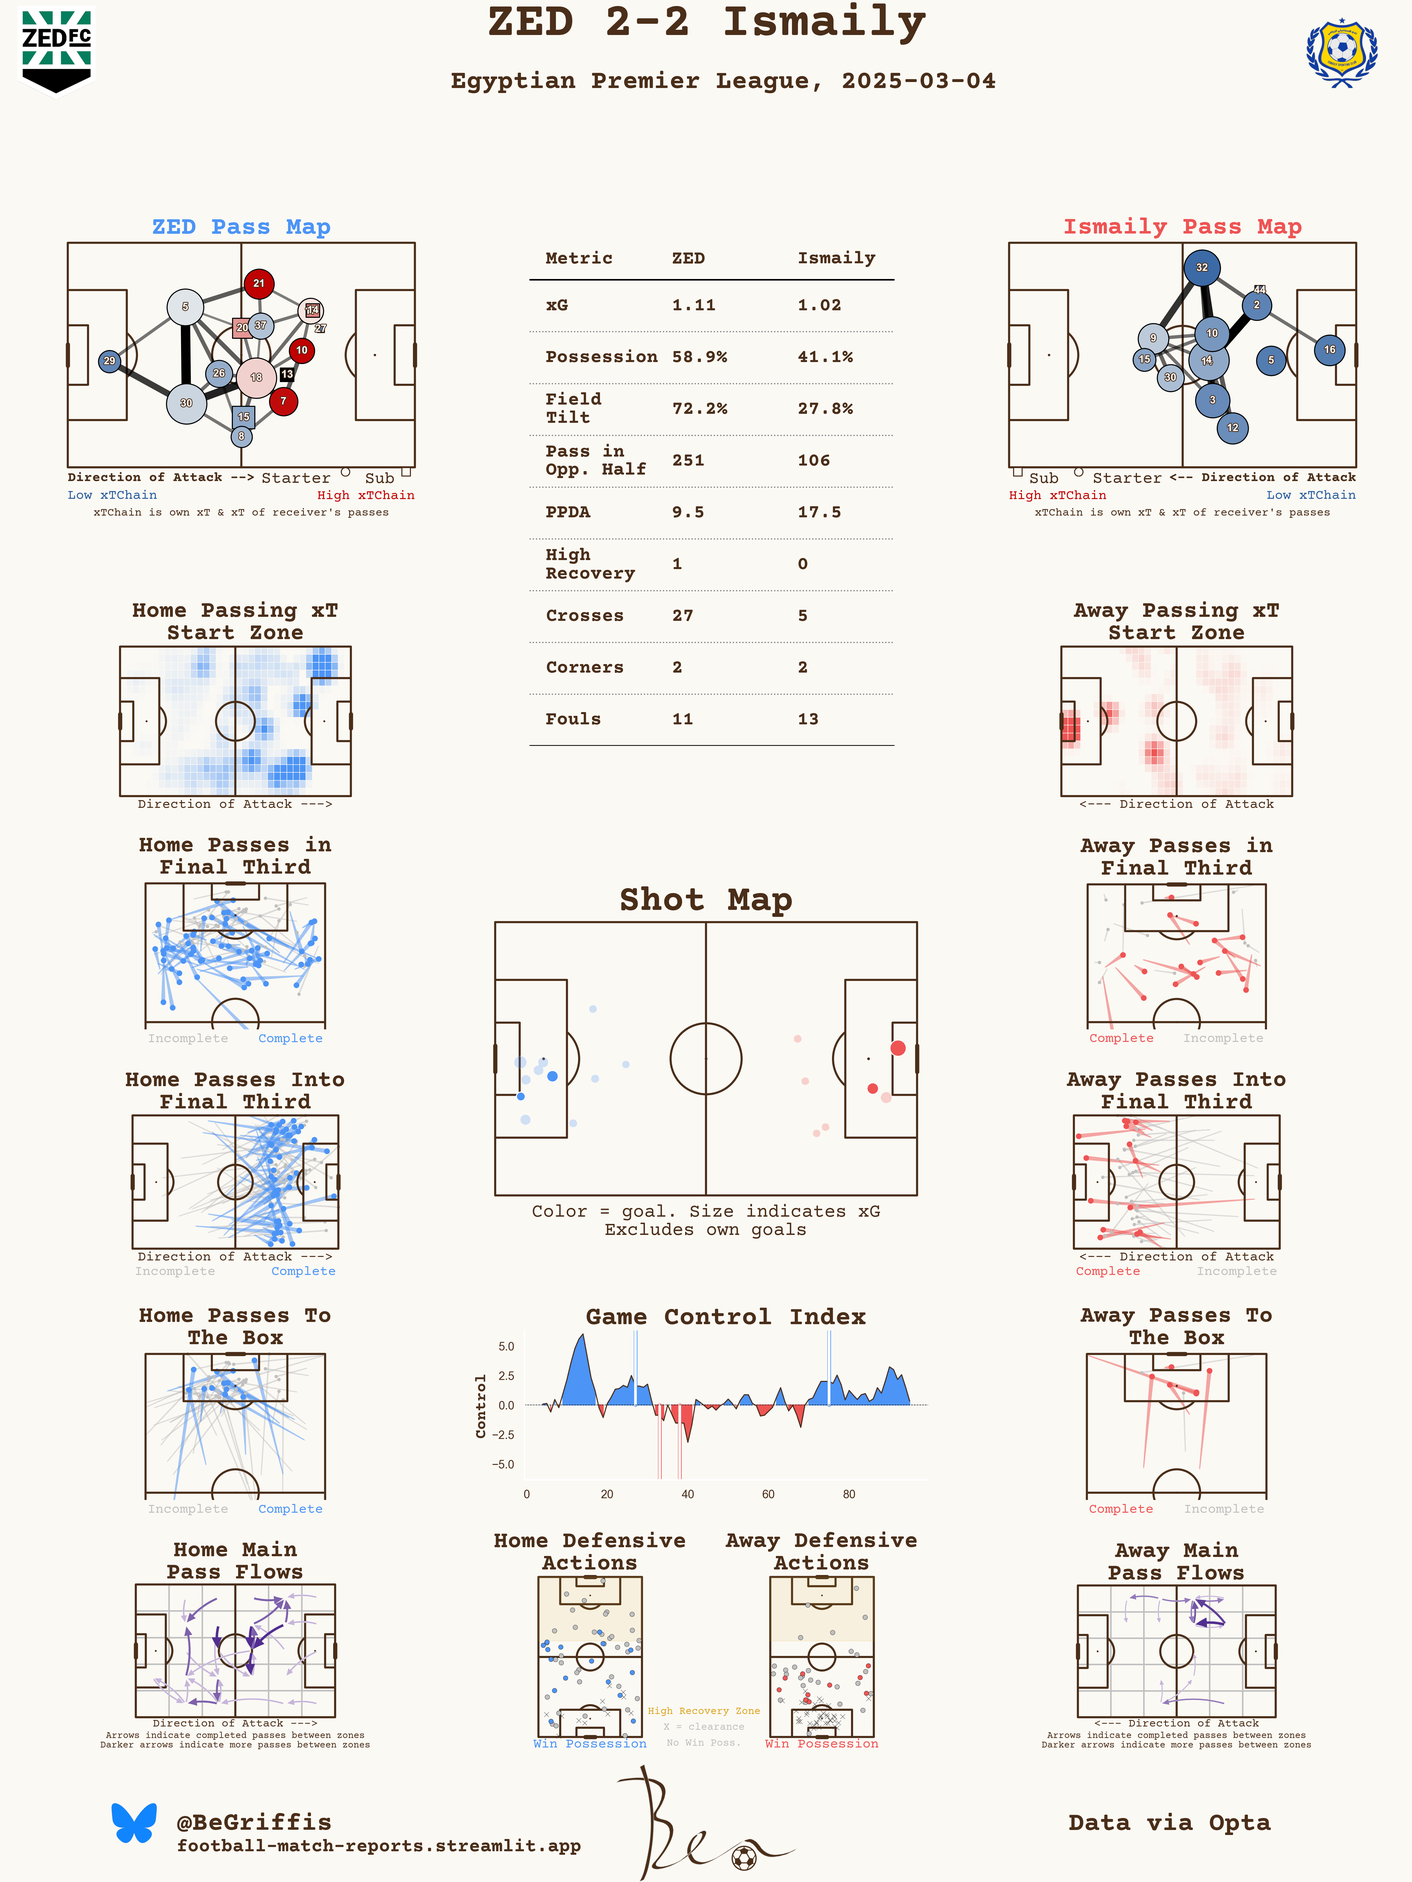 ZED 2-2 Ismaily
ZED FC
Egyptian Premier League, 2025-03-04
ZED Pass Map
21
5
14
27
20
37
10
29
26
18
13
30
7
15
8
Direction of Attack --> Starter Sub
Low xTChain High xTChain
xTChain is own xT & xT of receiver's passes
Metric ZED Ismaily
xG 1.11 1.02
Possession 58.9% 41.1%
Field
Tilt 72.2% 27.8%
Pass in
Opp. Half 251 106
PPDA 9.5 17.5
High
Recovery 1 0
Crosses 27 5
Corners 2 2
Fouls 11 13
Ismaily Pass Map
32
44
2
9
10
16
15
4
5
30
3
12
Sub Starter <-- Direction of Attack
High xTChain Low xTChain
xTChain is own xT & xT of receiver's passes
Home Passing xT
Start Zone
Direction of Attack --->
Away Passing xT
Start Zone
<--- Direction of Attack
Home Passes in
Final Third
Incomplete Complete
Away Passes in
Final Third
Complete Incomplete
Shot Map
Color = goal. Size indicates xG
Excludes own goals
Home Passes Into
Final Third
Direction of Attack --->
Incomplete Complete
Away Passes Into
Final Third
<--- Direction of Attack
Complete Incomplete
Home Passes To
The Box
Incomplete Complete
Game Control Index
Control
5.0
2.5
0.0
−2.5
−5.0
0 20 40 60 80
Away Passes To
The Box
Complete Incomplete
Home Main
Pass Flows
Direction of Attack --->
Arrows indicate completed passes between zones
Darker arrows indicate more passes between zones
Home Defensive
Actions
Win Possession
High Recovery Zone
X = clearance
No Win Poss.
Away Defensive
Actions
Win Possession
Away Main
Pass Flows
<--- Direction of Attack
Arrows indicate completed passes between zones
Darker arrows indicate more passes between zones
@BeGriffis
football-match-reports.streamlit.app
Ben
Data via Opta